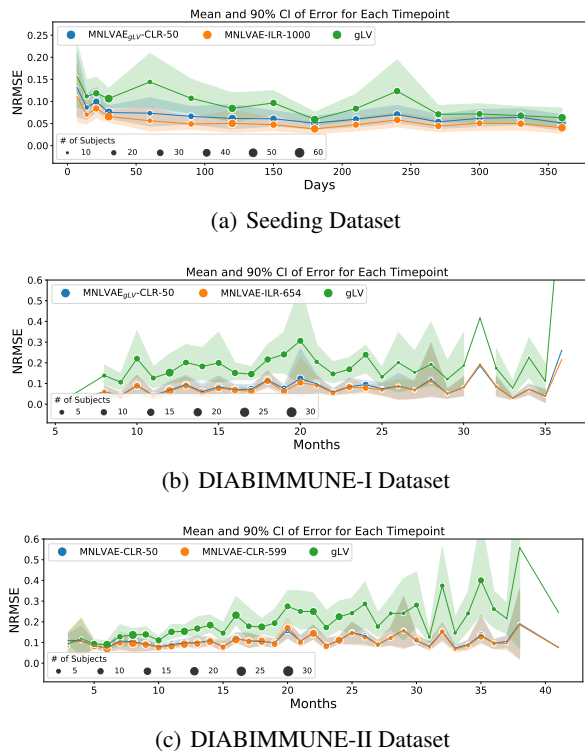 Mean and 90% CI of Error for Each Timepoint
MNLVAEgLV-CLR-50 MNLVAE-ILR-1000 gLV
0.25
0.20
0.15
0.10
0.05
0.00
NRMSE
# of Subjects
10 20 30 40 50 60
0 50 100 150 200 250 300 350
Days
(a) Seeding Dataset
Mean and 90% CI of Error for Each Timepoint
MNLVAEgLV-CLR-50 MNLVAE-ILR-654 gLV
0.6
0.5
0.4
0.3
0.2
0.1
0.0
NRMSE
# of Subjects
5 10 15 20 25 30
5 10 15 20 25 30 35
Months
(b) DIABIMMUNE-I Dataset
Mean and 90% CI of Error for Each Timepoint
MNLVAE-CLR-50 MNLVAE-CLR-599 gLV
0.6
0.5
0.4
0.3
0.2
0.1
0.0
NRMSE
# of Subjects
5 10 15 20 25 30
5 10 15 20 25 30 35 40
Months
(c) DIABIMMUNE-II Dataset